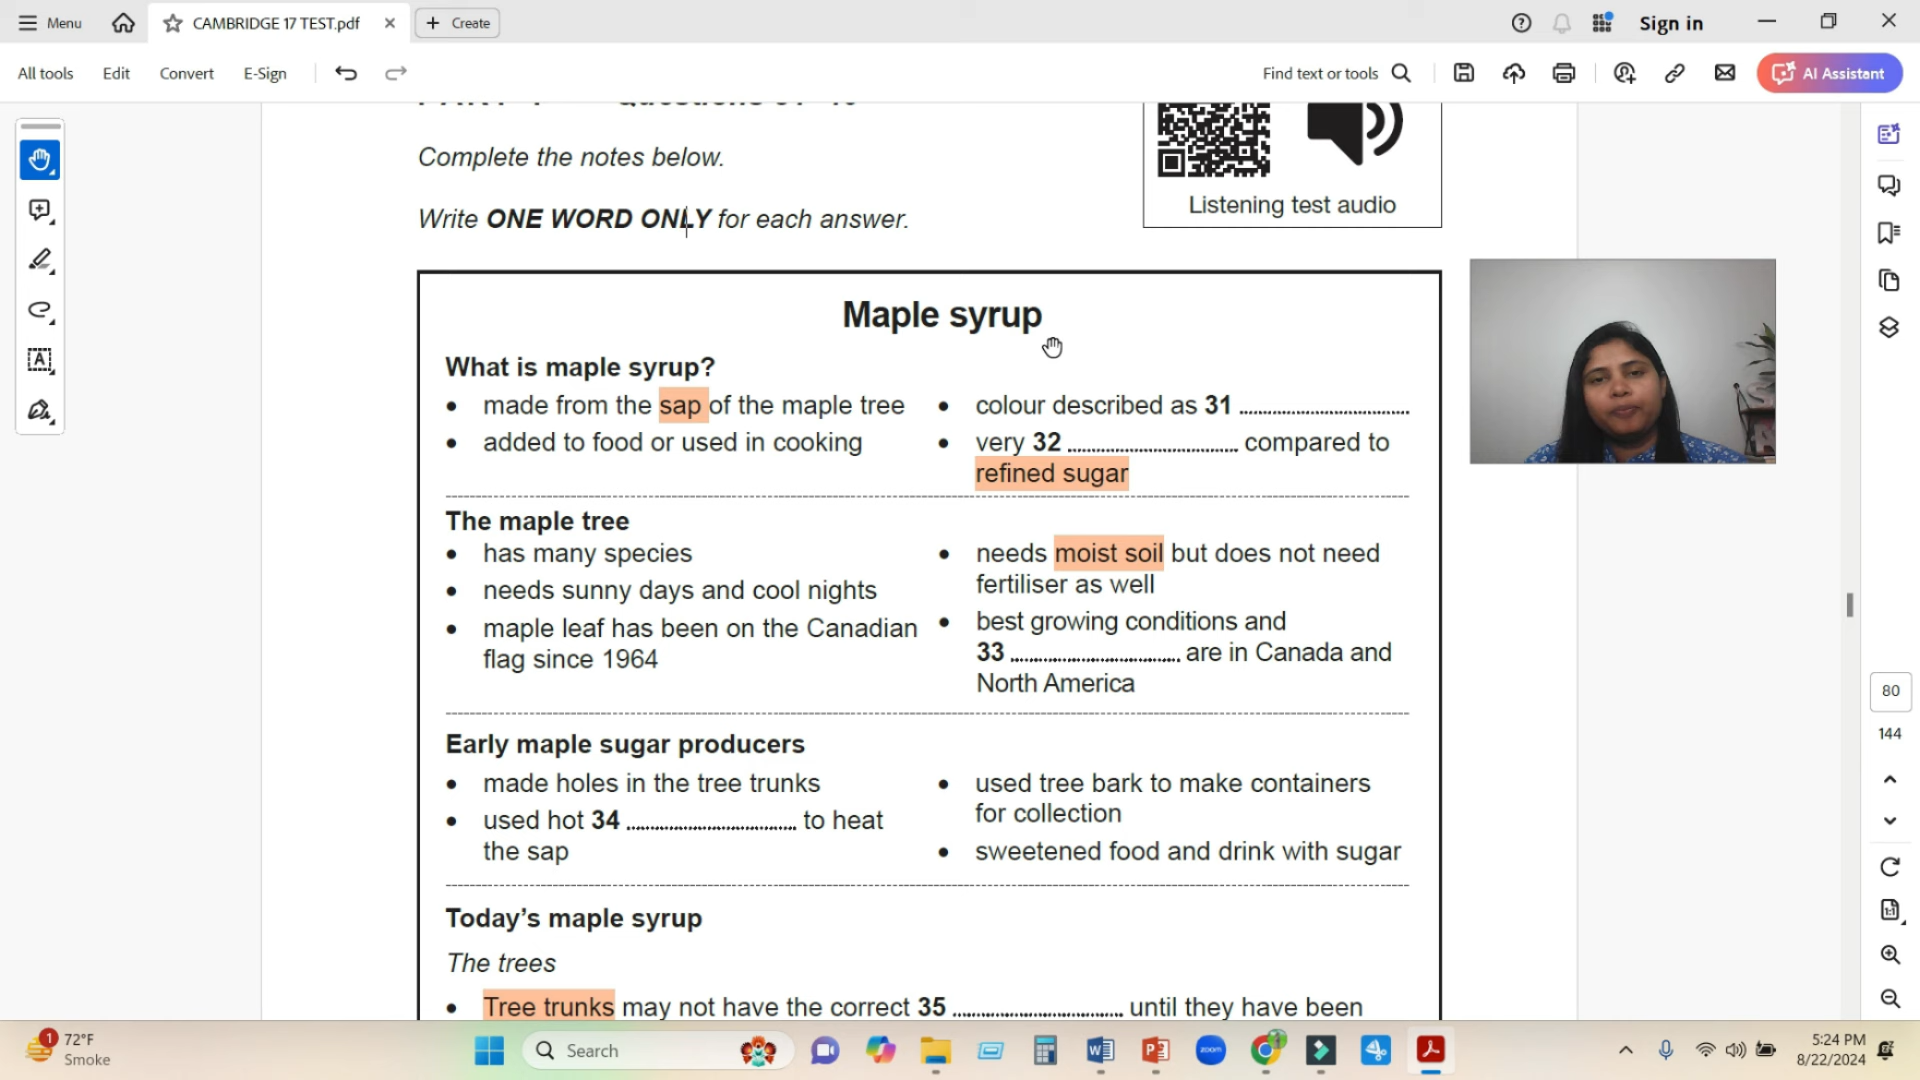 Menu
CAMBRIDGE 17 TEST.pdf
Create
Sign in
All tools
Edit
Convert
E-Sign
Find text or tools
AI Assistant
Complete the notes below.
Write ONE WORD ONLY for each answer.
Listening test audio
Maple syrup
What is maple syrup?
• made from the sap of the maple tree
• added to food or used in cooking
• colour described as 31 ....................
• very 32 .................... compared to
refined sugar
The maple tree
• has many species
• needs sunny days and cool nights
• maple leaf has been on the Canadian
flag since 1964
• needs moist soil but does not need
fertiliser as well
• best growing conditions and
33 .................... are in Canada and
North America
Early maple sugar producers
• made holes in the tree trunks
• used hot 34 .................... to heat
the sap
• used tree bark to make containers
for collection
• sweetened food and drink with sugar
Today's maple syrup
The trees
• Tree trunks may not have the correct 35 .................... until they have been
80
144
1
72°F
Smoke
Search
zoom
5:24 PM
8/22/2024